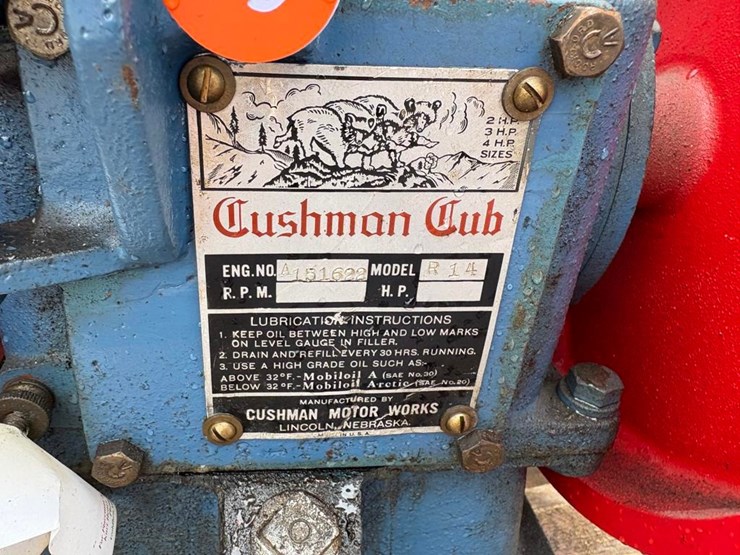 2 H.P.
3 H.P.
4 H.P.
SIZES
Cushman Cub
ENG. NO. A151622 MODEL R 14
R. P. M. H. P.
LUBRICATION INSTRUCTIONS
1. KEEP OIL BETWEEN HIGH AND LOW MARKS
ON LEVEL GAUGE IN FILLER.
2. DRAIN AND REFILL EVERY 30 HRS. RUNNING.
3. USE A HIGH GRADE OIL SUCH AS:-
ABOVE 32°F.-Mobiloil A (SAE No.30)
BELOW 32°F.-Mobiloil Arctic-(SAE No.20)
MANUFACTURED BY
CUSHMAN MOTOR WORKS
LINCOLN, NEBRASKA.